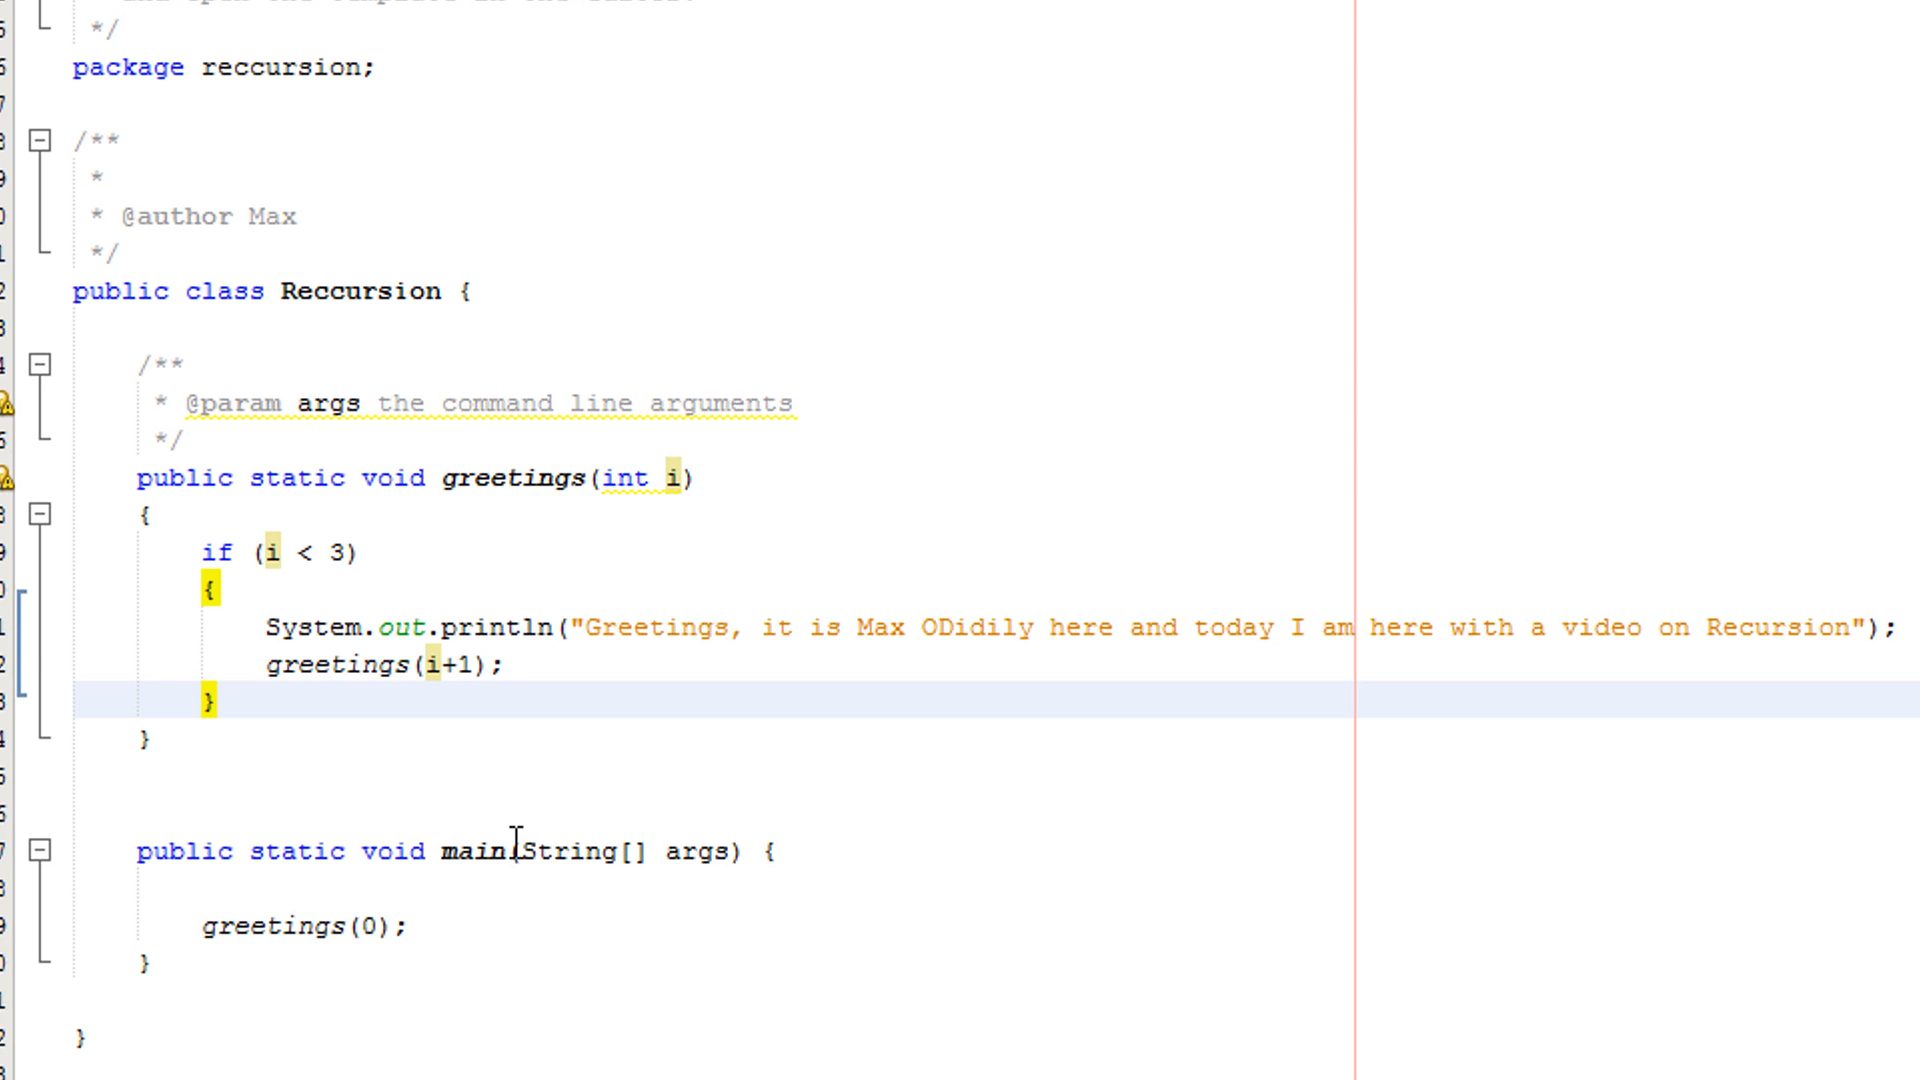 */
package reccursion;
/**
*
* @author Max
*/
public class Reccursion {
/**
* @param args the command line arguments
*/
public static void greetings(int i)
{
if (i < 3)
{
System.out.println("Greetings, it is Max ODidily here and today I am here with a video on Recursion");
greetings(i+1);
}
}
public static void main(String[] args) {
greetings(0);
}
}